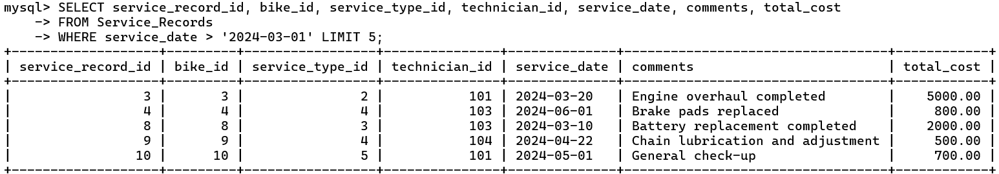 mysql> SELECT service_record_id, bike_id, service_type_id, technician_id, service_date, comments, total_cost
    -> FROM Service_Records
    -> WHERE service_date > '2024-03-01' LIMIT 5;
+-------------------+---------+-----------------+---------------+--------------+----------------------------------+------------+
| service_record_id | bike_id | service_type_id | technician_id | service_date | comments                         | total_cost |
+-------------------+---------+-----------------+---------------+--------------+----------------------------------+------------+
|                 3 |       3 |               2 |           101 | 2024-03-20   | Engine overhaul completed        |    5000.00 |
|                 4 |       4 |               4 |           103 | 2024-06-01   | Brake pads replaced              |     800.00 |
|                 8 |       8 |               3 |           103 | 2024-03-10   | Battery replacement completed    |    2000.00 |
|                 9 |       9 |               4 |           104 | 2024-04-22   | Chain lubrication and adjustment |     500.00 |
|                10 |      10 |               5 |           101 | 2024-05-01   | General check-up                 |     700.00 |
+-------------------+---------+-----------------+---------------+--------------+----------------------------------+------------+